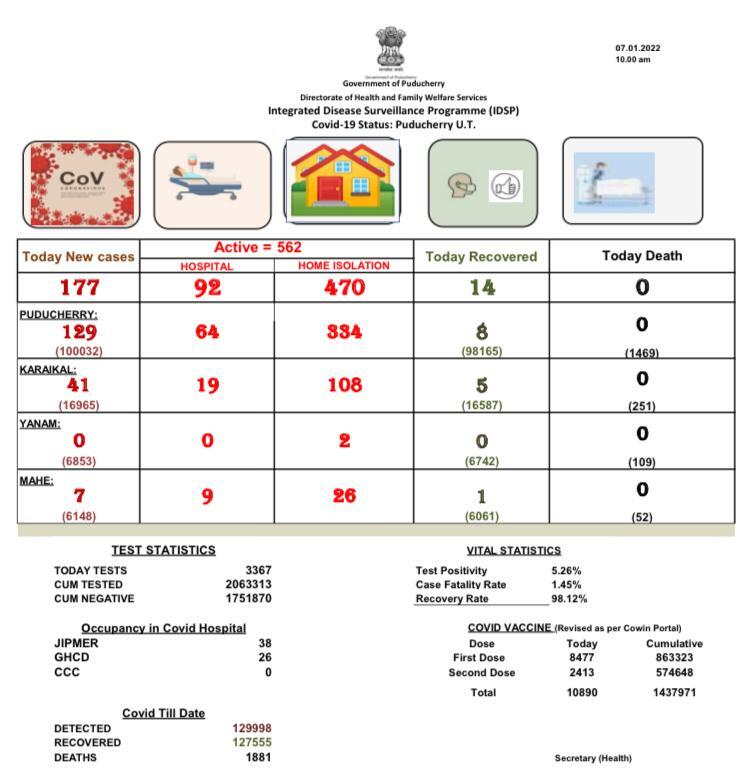 07.01.2022
10.00 am
Government of Puducherry
Government of Puducherry
Directorate of Health and Family Welfare Services
Integrated Disease Surveillance Programme (IDSP)
Covid-19 Status: Puducherry U.T.
CoV
CORONAVIRUS
Today New cases
Active = 562
HOSPITAL
HOME ISOLATION
Today Recovered
Today Death
177 92 470 14 0
PUDUCHERRY:
129 64 334 8 0
(100032) (98165) (1469)
KARAIKAL:
41 19 108 5 0
(16965) (16587) (251)
YANAM:
0 0 2 0 0
(6853) (6742) (109)
MAHE:
7 9 26 1 0
(6148) (6061) (52)
TEST STATISTICS
TODAY TESTS 3367
CUM TESTED 2063313
CUM NEGATIVE 1751870
VITAL STATISTICS
Test Positivity 5.26%
Case Fatality Rate 1.45%
Recovery Rate 98.12%
Occupancy in Covid Hospital
JIPMER 38
GHCD 26
CCC 0
COVID VACCINE (Revised as per Cowin Portal)
Dose Today Cumulative
First Dose 8477 863323
Second Dose 2413 574648
Total 10890 1437971
Covid Till Date
DETECTED 129998
RECOVERED 127555
DEATHS 1881
Secretary (Health)